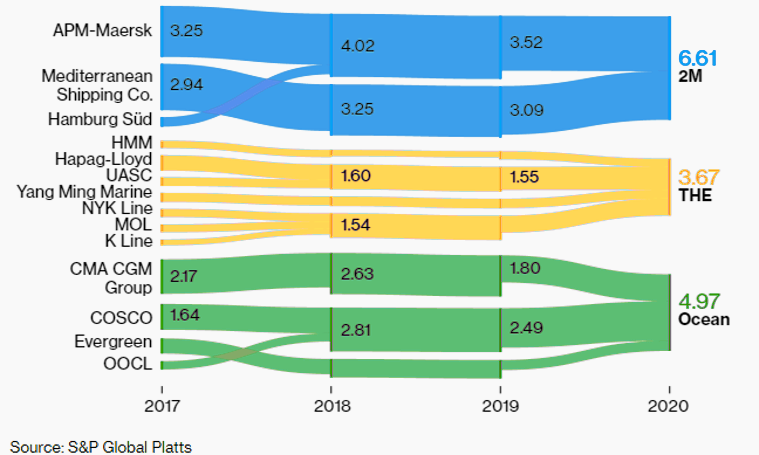 APM-Maersk
3.25
4.02
3.52
6.61
2M
Mediterranean
Shipping Co.
2.94
3.25
3.09
Hamburg Süd
HMM
Hapag-Lloyd
UASC
1.60
1.55
3.67
THE
Yang Ming Marine
NYK Line
MOL
1.54
K Line
CMA CGM
Group
2.17
2.63
1.80
4.97
Ocean
COSCO
1.64
2.81
2.49
Evergreen
OOCL
2017
2018
2019
2020
Source: S&P Global Platts